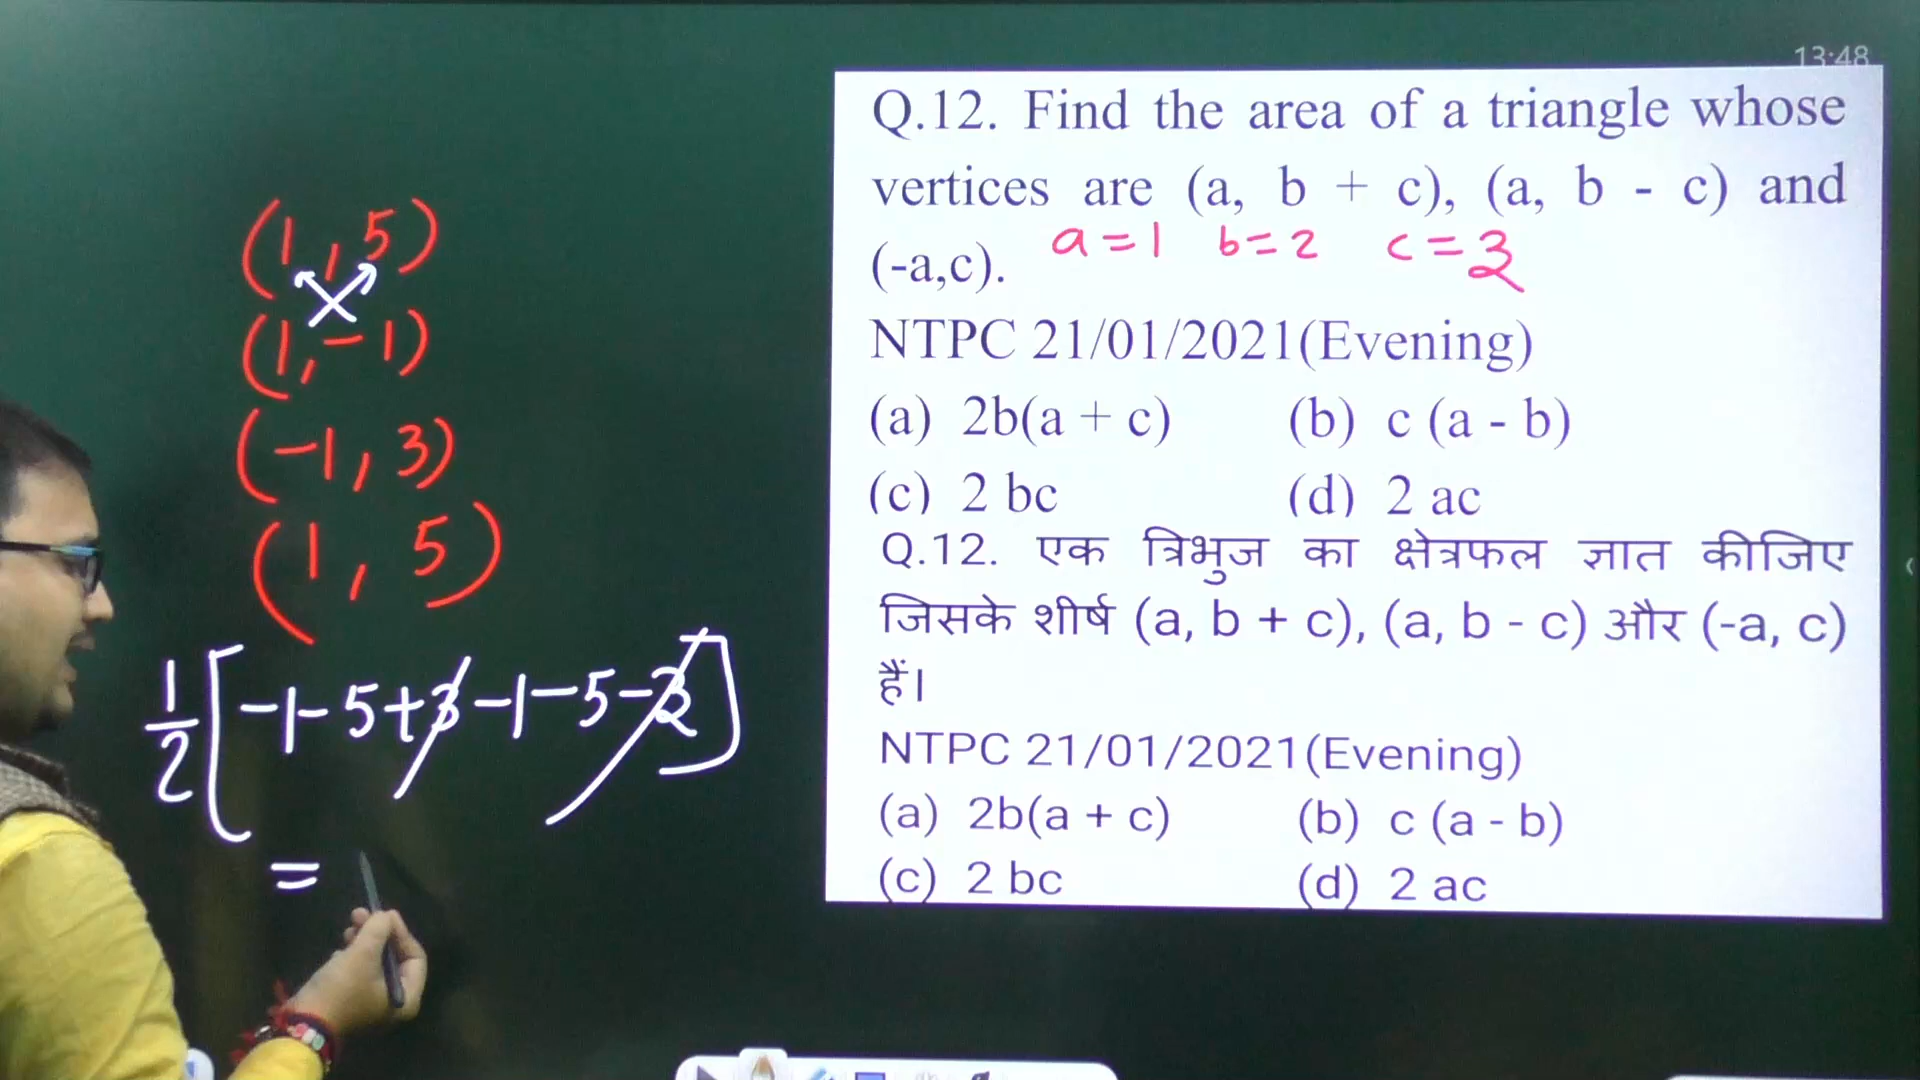 13:48
Q.12. Find the area of a triangle whose
vertices are (a, b + c), (a, b - c) and
(-a,c).
a = 1 b = 2 c = 3
NTPC 21/01/2021(Evening)
(a) 2b(a + c) (b) c (a - b)
(c) 2 bc (d) 2 ac
Q.12. एक त्रिभुज का क्षेत्रफल ज्ञात कीजिए
जिसके शीर्ष (a, b + c), (a, b - c) और (-a, c)
हैं।
NTPC 21/01/2021(Evening)
(a) 2b(a + c) (b) c (a - b)
(c) 2 bc (d) 2 ac
(1, 5)
(1, -1)
(-1, 3)
(1, 5)
1/2 [-1-5+3-1-5-3]
=